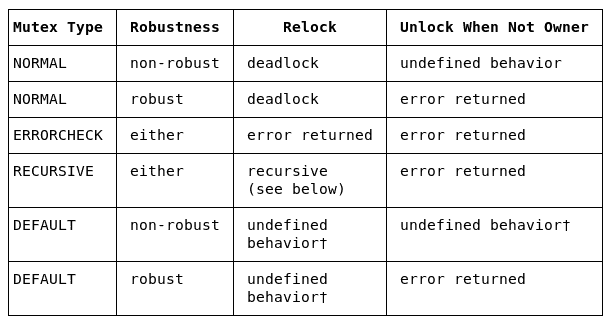 Mutex Type Robustness Relock Unlock When Not Owner
NORMAL non-robust deadlock undefined behavior
NORMAL robust deadlock error returned
ERRORCHECK either error returned error returned
RECURSIVE either recursive error returned
(see below)
DEFAULT non-robust undefined undefined behavior†
behavior†
DEFAULT robust undefined error returned
behavior†